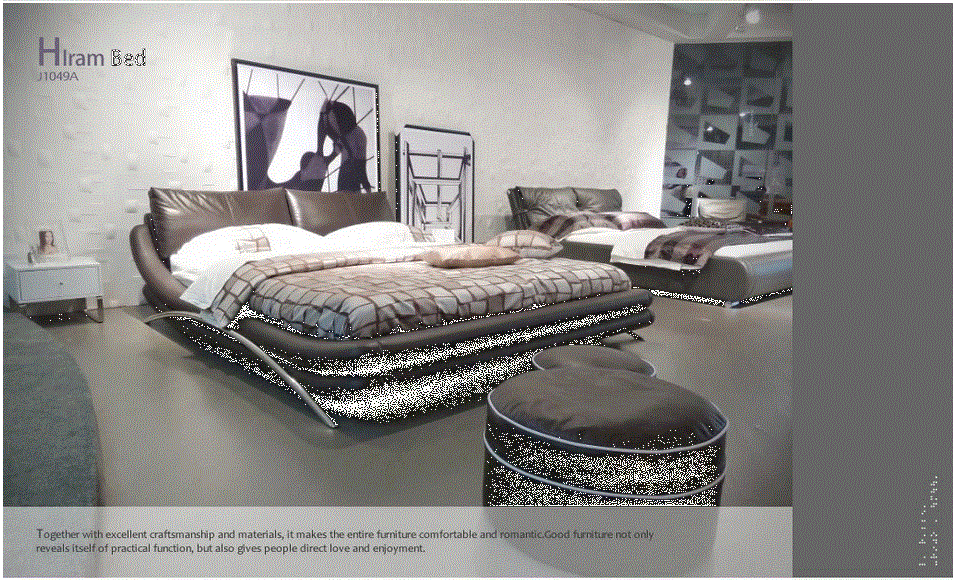 HIram Bed
J1049A
Together with excellent craftsmanship and materials, it makes the entire furniture comfortable and romantic.Good furniture not only
reveals itself of practical function, but also gives people direct love and enjoyment.